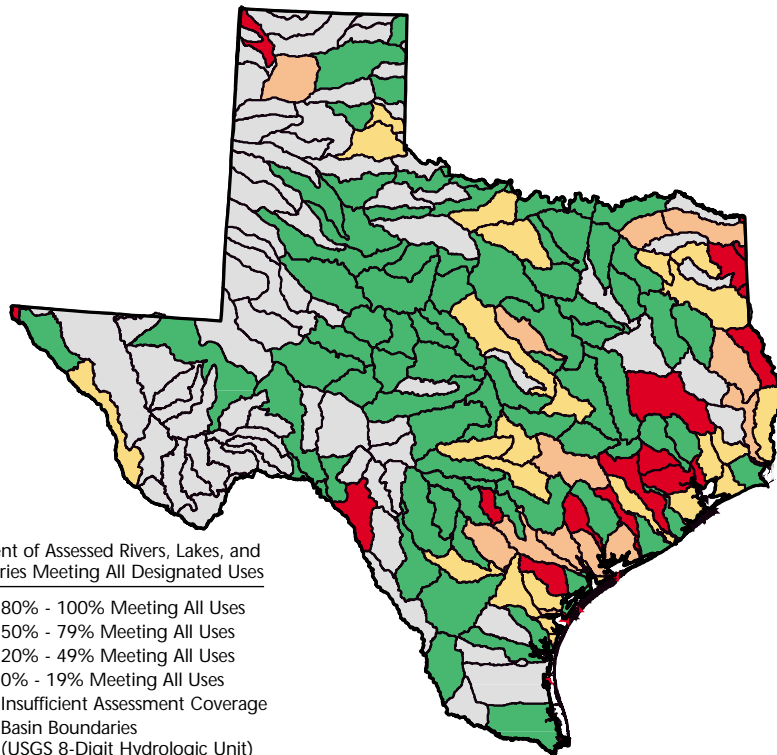 ent of Assessed Rivers, Lakes, and
ries Meeting All Designated Uses
80% - 100% Meeting All Uses
50% - 79% Meeting All Uses
20% - 49% Meeting All Uses
0% - 19% Meeting All Uses
Insufficient Assessment Coverage
Basin Boundaries
(USGS 8-Digit Hydrologic Unit)